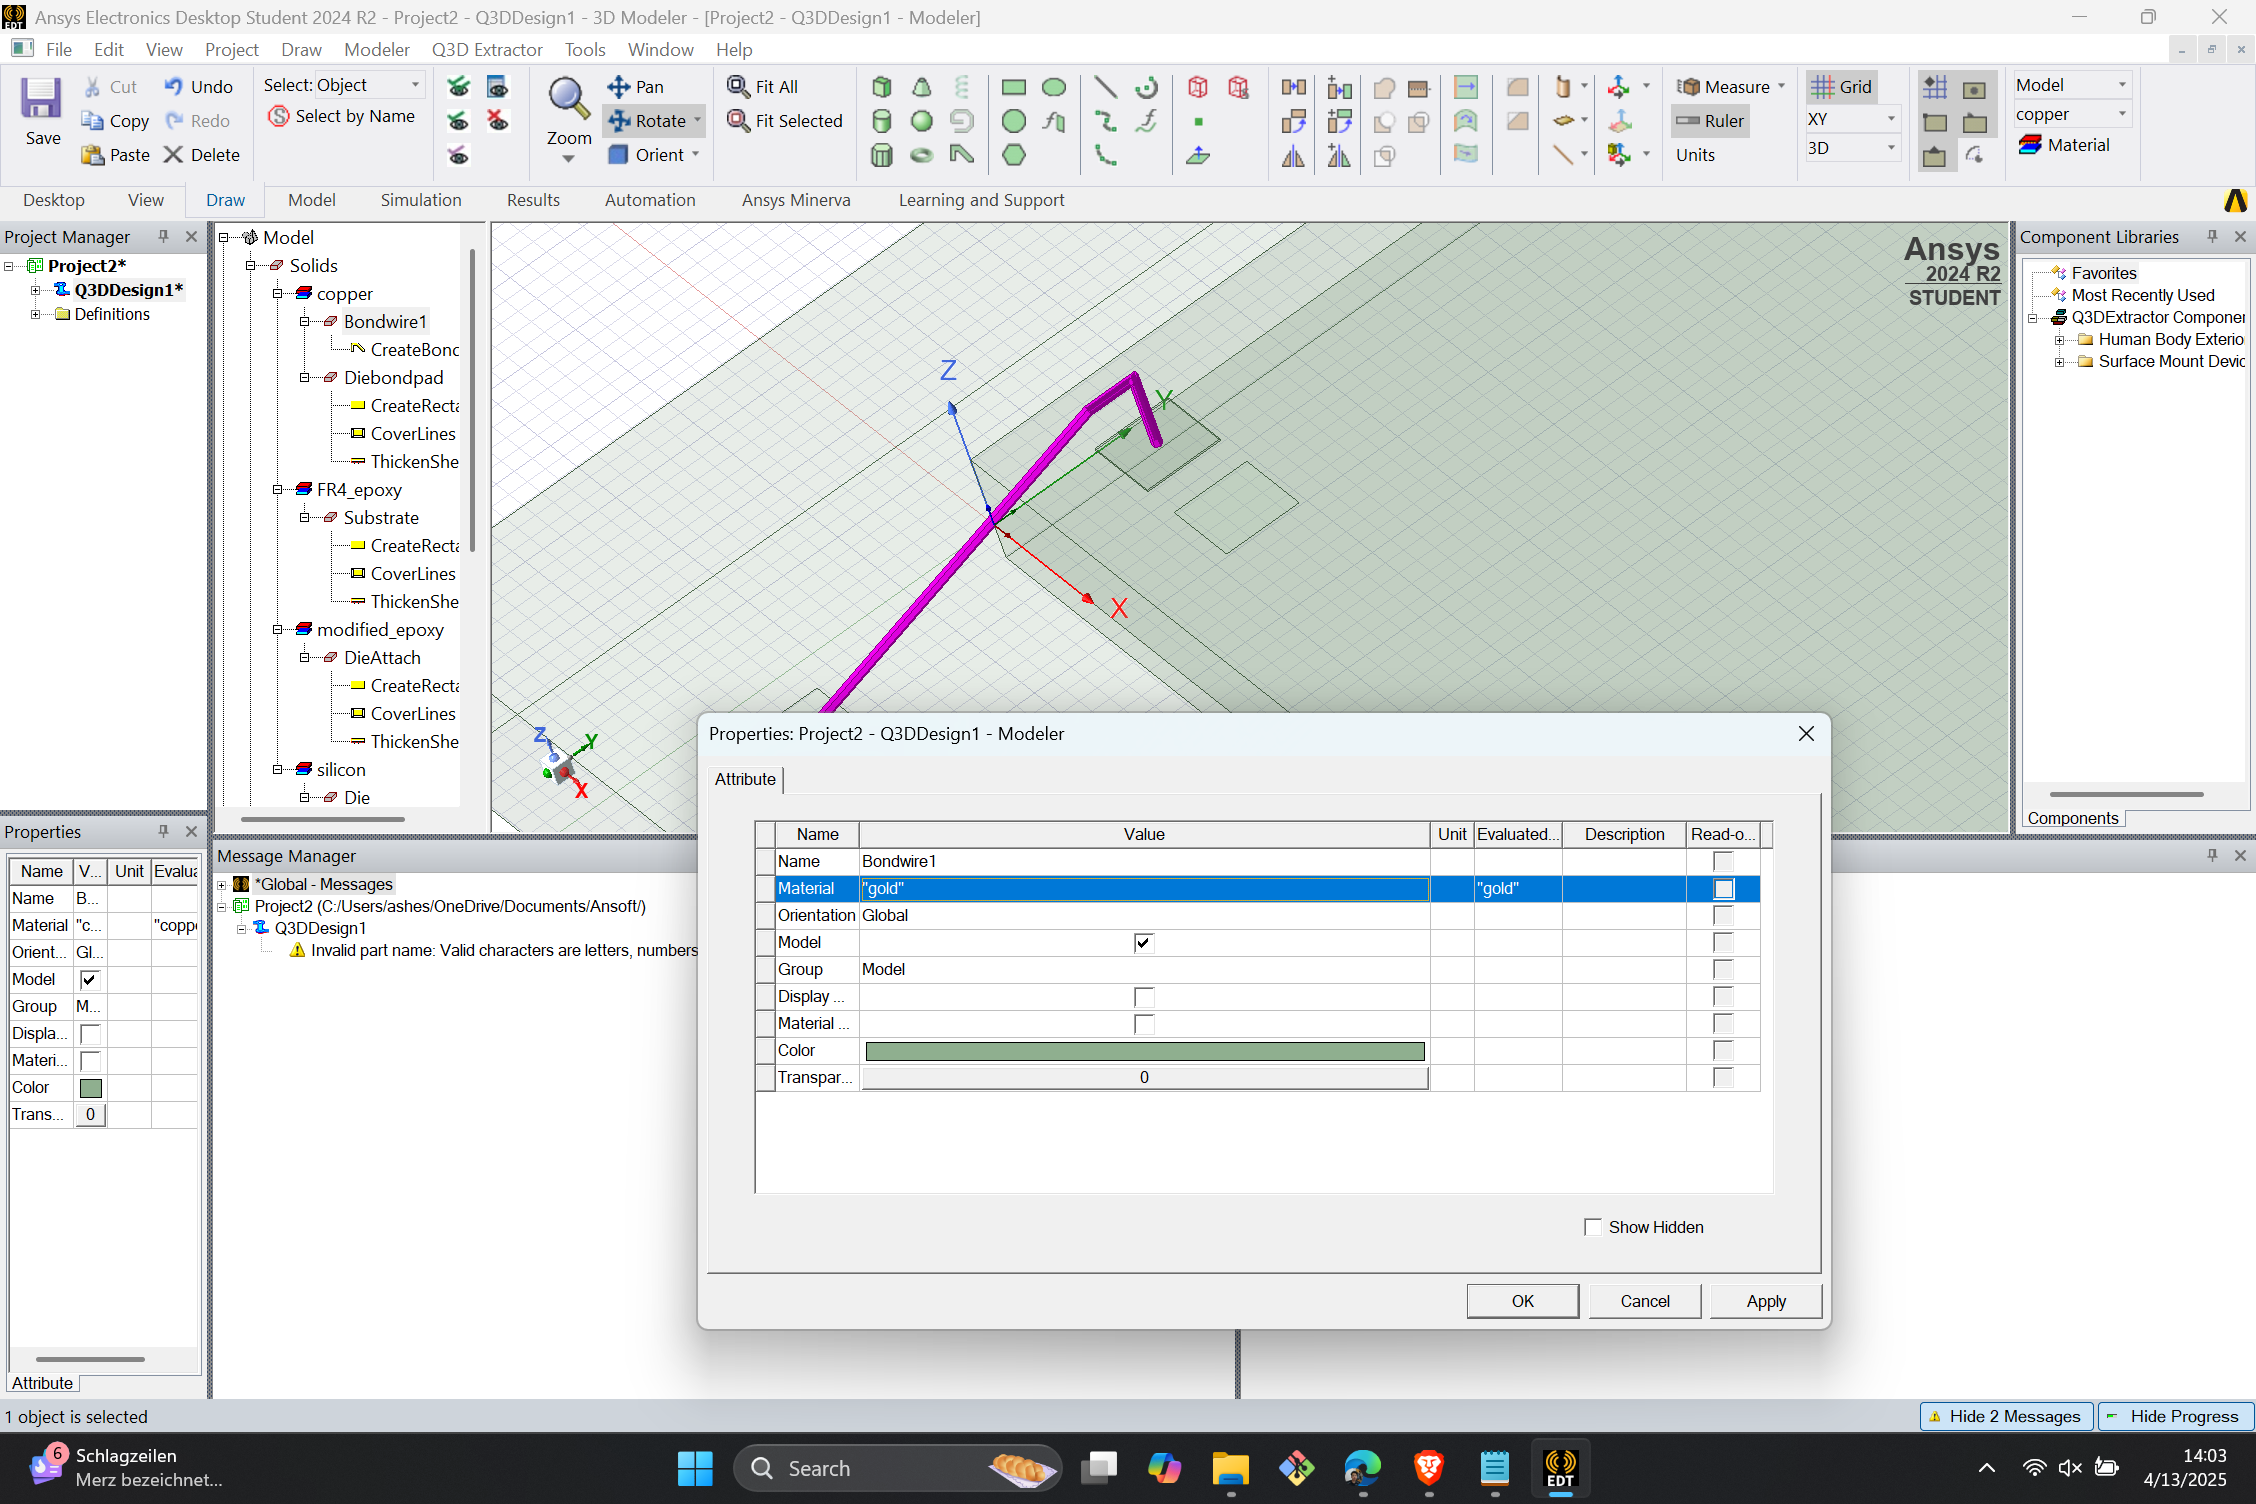 Ansys Electronics Desktop Student 2024 R2 - Project2 - Q3DDesign1 - 3D Modeler - [Project2 - Q3DDesign1 - Modeler]
File Edit View Project Draw Modeler Q3D Extractor Tools Window Help
Save Cut Copy Paste Undo Redo Delete
Select: Object
Select by Name
Zoom Pan Rotate Orient
Fit All
Fit Selected
Measure
Ruler
Units
Grid
XY
3D
Model
copper
Material
Desktop View Draw Model Simulation Results Automation Ansys Minerva Learning and Support
Project Manager
Project2*
Q3DDesign1*
Definitions
Model
Solids
copper
Bondwire1
CreateBonc
Diebondpad
CreateRecta
CoverLines
ThickenShe
FR4_epoxy
Substrate
CreateRecta
CoverLines
ThickenShe
modified_epoxy
DieAttach
CreateRecta
CoverLines
ThickenShe
silicon
Die
Z
Y
X
Z
Y
X
Ansys
2024 R2
STUDENT
Component Libraries
Favorites
Most Recently Used
Q3DExtractor Componer
Human Body Exterio
Surface Mount Devic
Components
Properties
Name V... Unit Evalua
Name B...
Material "c... "coppe
Orient... Gl...
Model
Group M...
Displa...
Materi...
Color
Trans... 0
Attribute
Message Manager
*Global - Messages
Project2 (C:/Users/ashes/OneDrive/Documents/Ansoft/)
Q3DDesign1
Invalid part name: Valid characters are letters, numbers
Properties: Project2 - Q3DDesign1 - Modeler
Attribute
Name Value Unit Evaluated... Description Read-o...
Name Bondwire1
Material "gold" "gold"
Orientation Global
Model
Group Model
Display ...
Material ...
Color
Transpar... 0
Show Hidden
OK Cancel Apply
1 object is selected
Hide 2 Messages Hide Progress
6 Schlagzeilen
Merz bezeichnet...
Search
EDT
14:03
4/13/2025